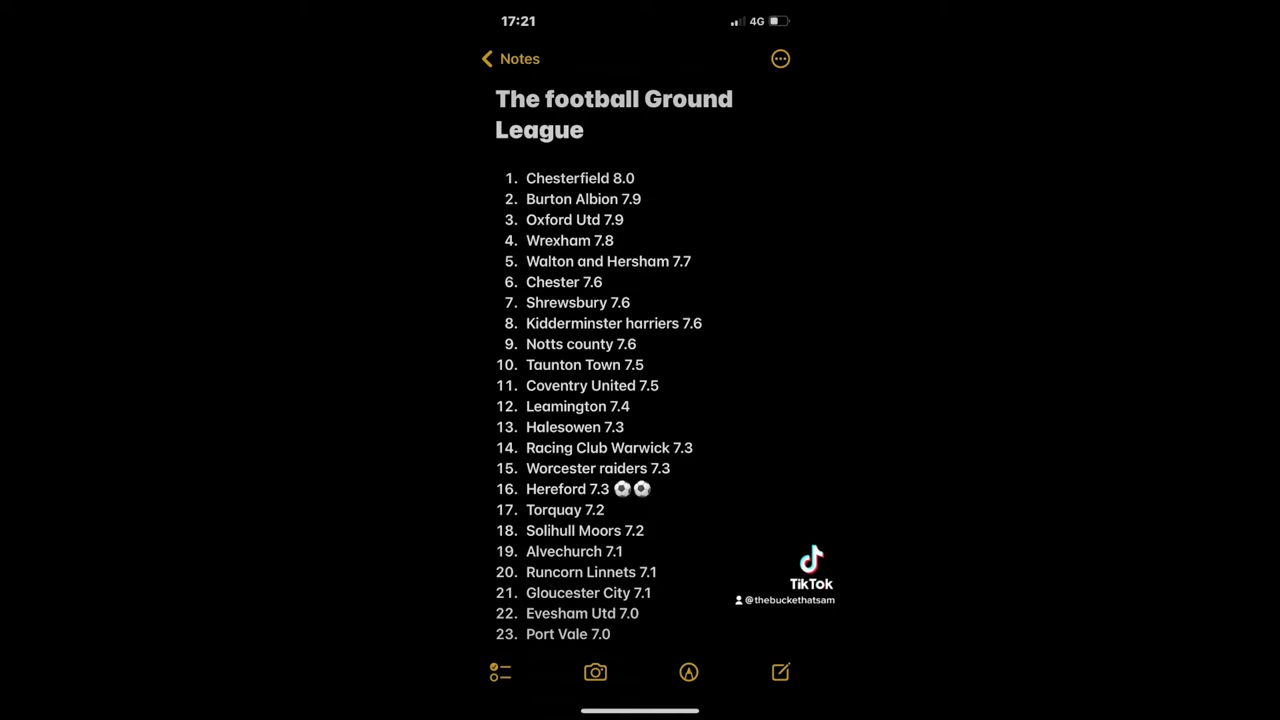 17:21
4G
Notes
The football Ground
League
1. Chesterfield 8.0
2. Burton Albion 7.9
3. Oxford Utd 7.9
4. Wrexham 7.8
5. Walton and Hersham 7.7
6. Chester 7.6
7. Shrewsbury 7.6
8. Kidderminster harriers 7.6
9. Notts county 7.6
10. Taunton Town 7.5
11. Coventry United 7.5
12. Leamington 7.4
13. Halesowen 7.3
14. Racing Club Warwick 7.3
15. Worcester raiders 7.3
16. Hereford 7.3 ⚽⚽
17. Torquay 7.2
18. Solihull Moors 7.2
19. Alvechurch 7.1
20. Runcorn Linnets 7.1
21. Gloucester City 7.1
22. Evesham Utd 7.0
23. Port Vale 7.0
TikTok
@thebuckethatsam